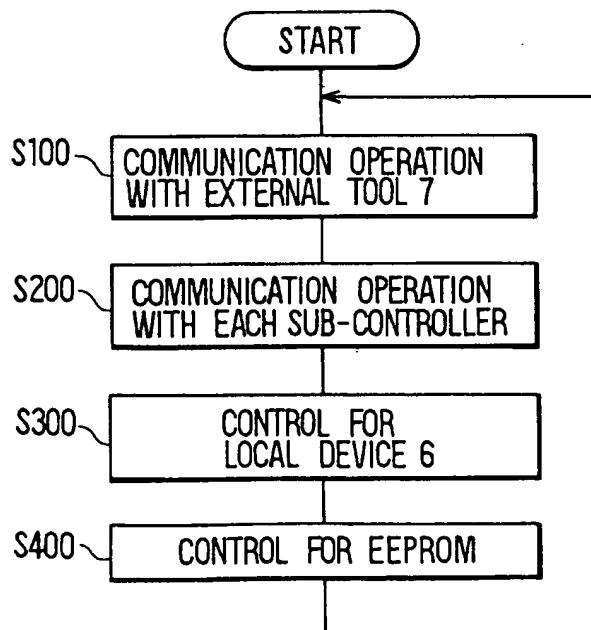 START
S100
COMMUNICATION OPERATION
WITH EXTERNAL TOOL 7
S200
COMMUNICATION OPERATION
WITH EACH SUB-CONTROLLER
S300
CONTROL FOR
LOCAL DEVICE 6
S400
CONTROL FOR EEPROM